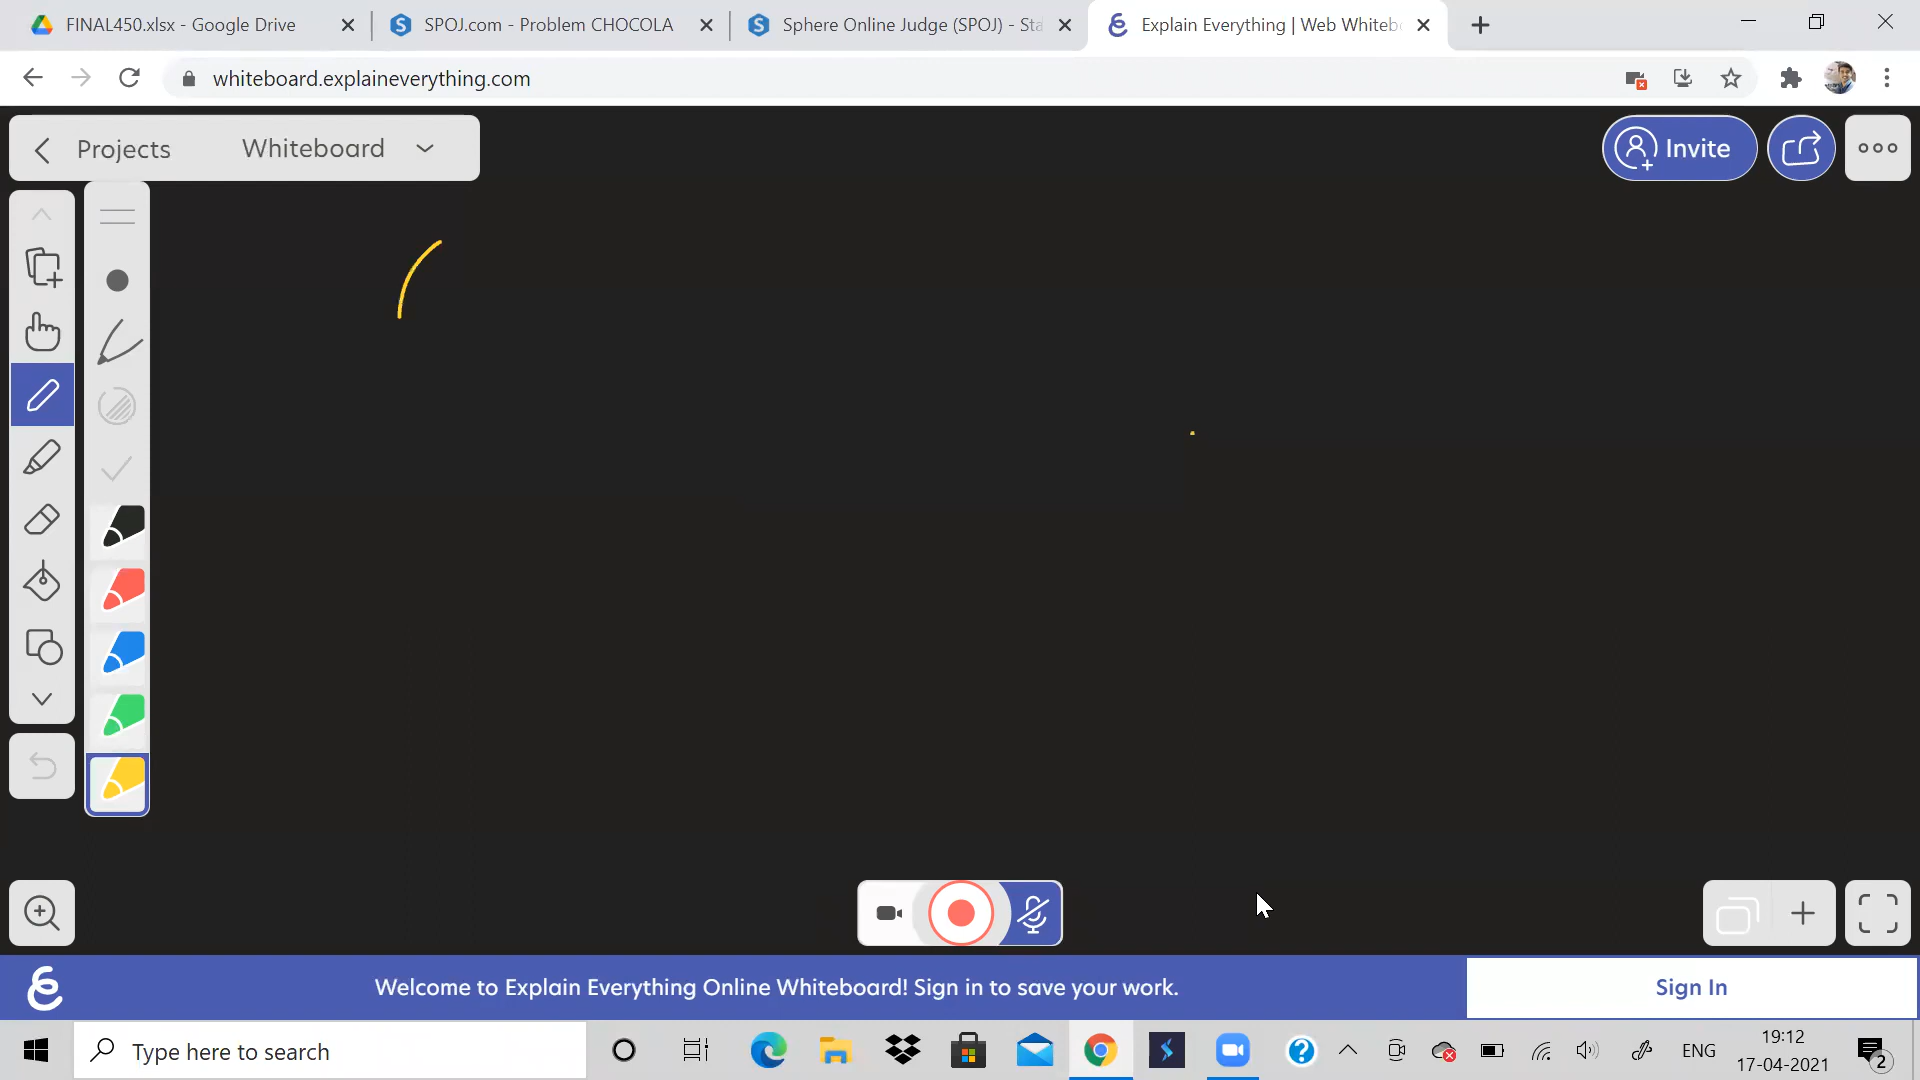 FINAL450.xlsx - Google Drive
SPOJ.com - Problem CHOCOLA
Sphere Online Judge (SPOJ) - Sta
Explain Everything | Web Whitebo
whiteboard.explaineverything.com
Projects
Whiteboard
Invite
Welcome to Explain Everything Online Whiteboard! Sign in to save your work.
Sign In
Type here to search
ENG
19:12
17-04-2021
2